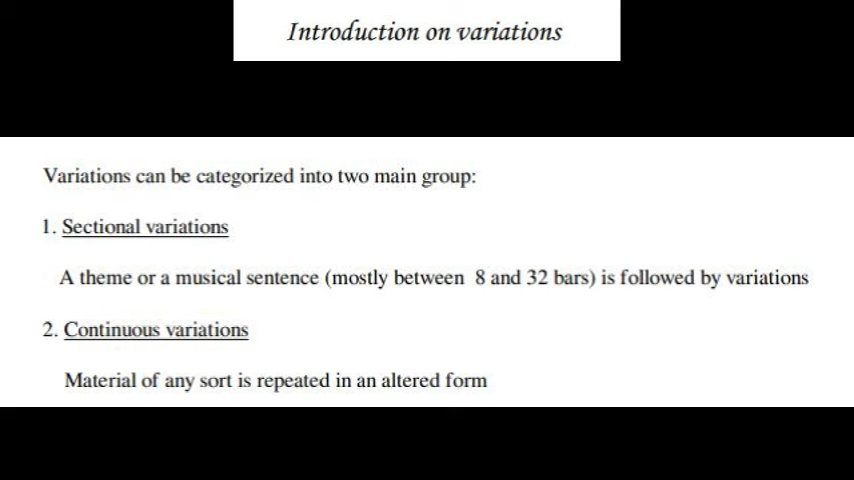 Introduction on variations
Variations can be categorized into two main group:
1. Sectional variations
A theme or a musical sentence (mostly between 8 and 32 bars) is followed by variations
2. Continuous variations
Material of any sort is repeated in an altered form